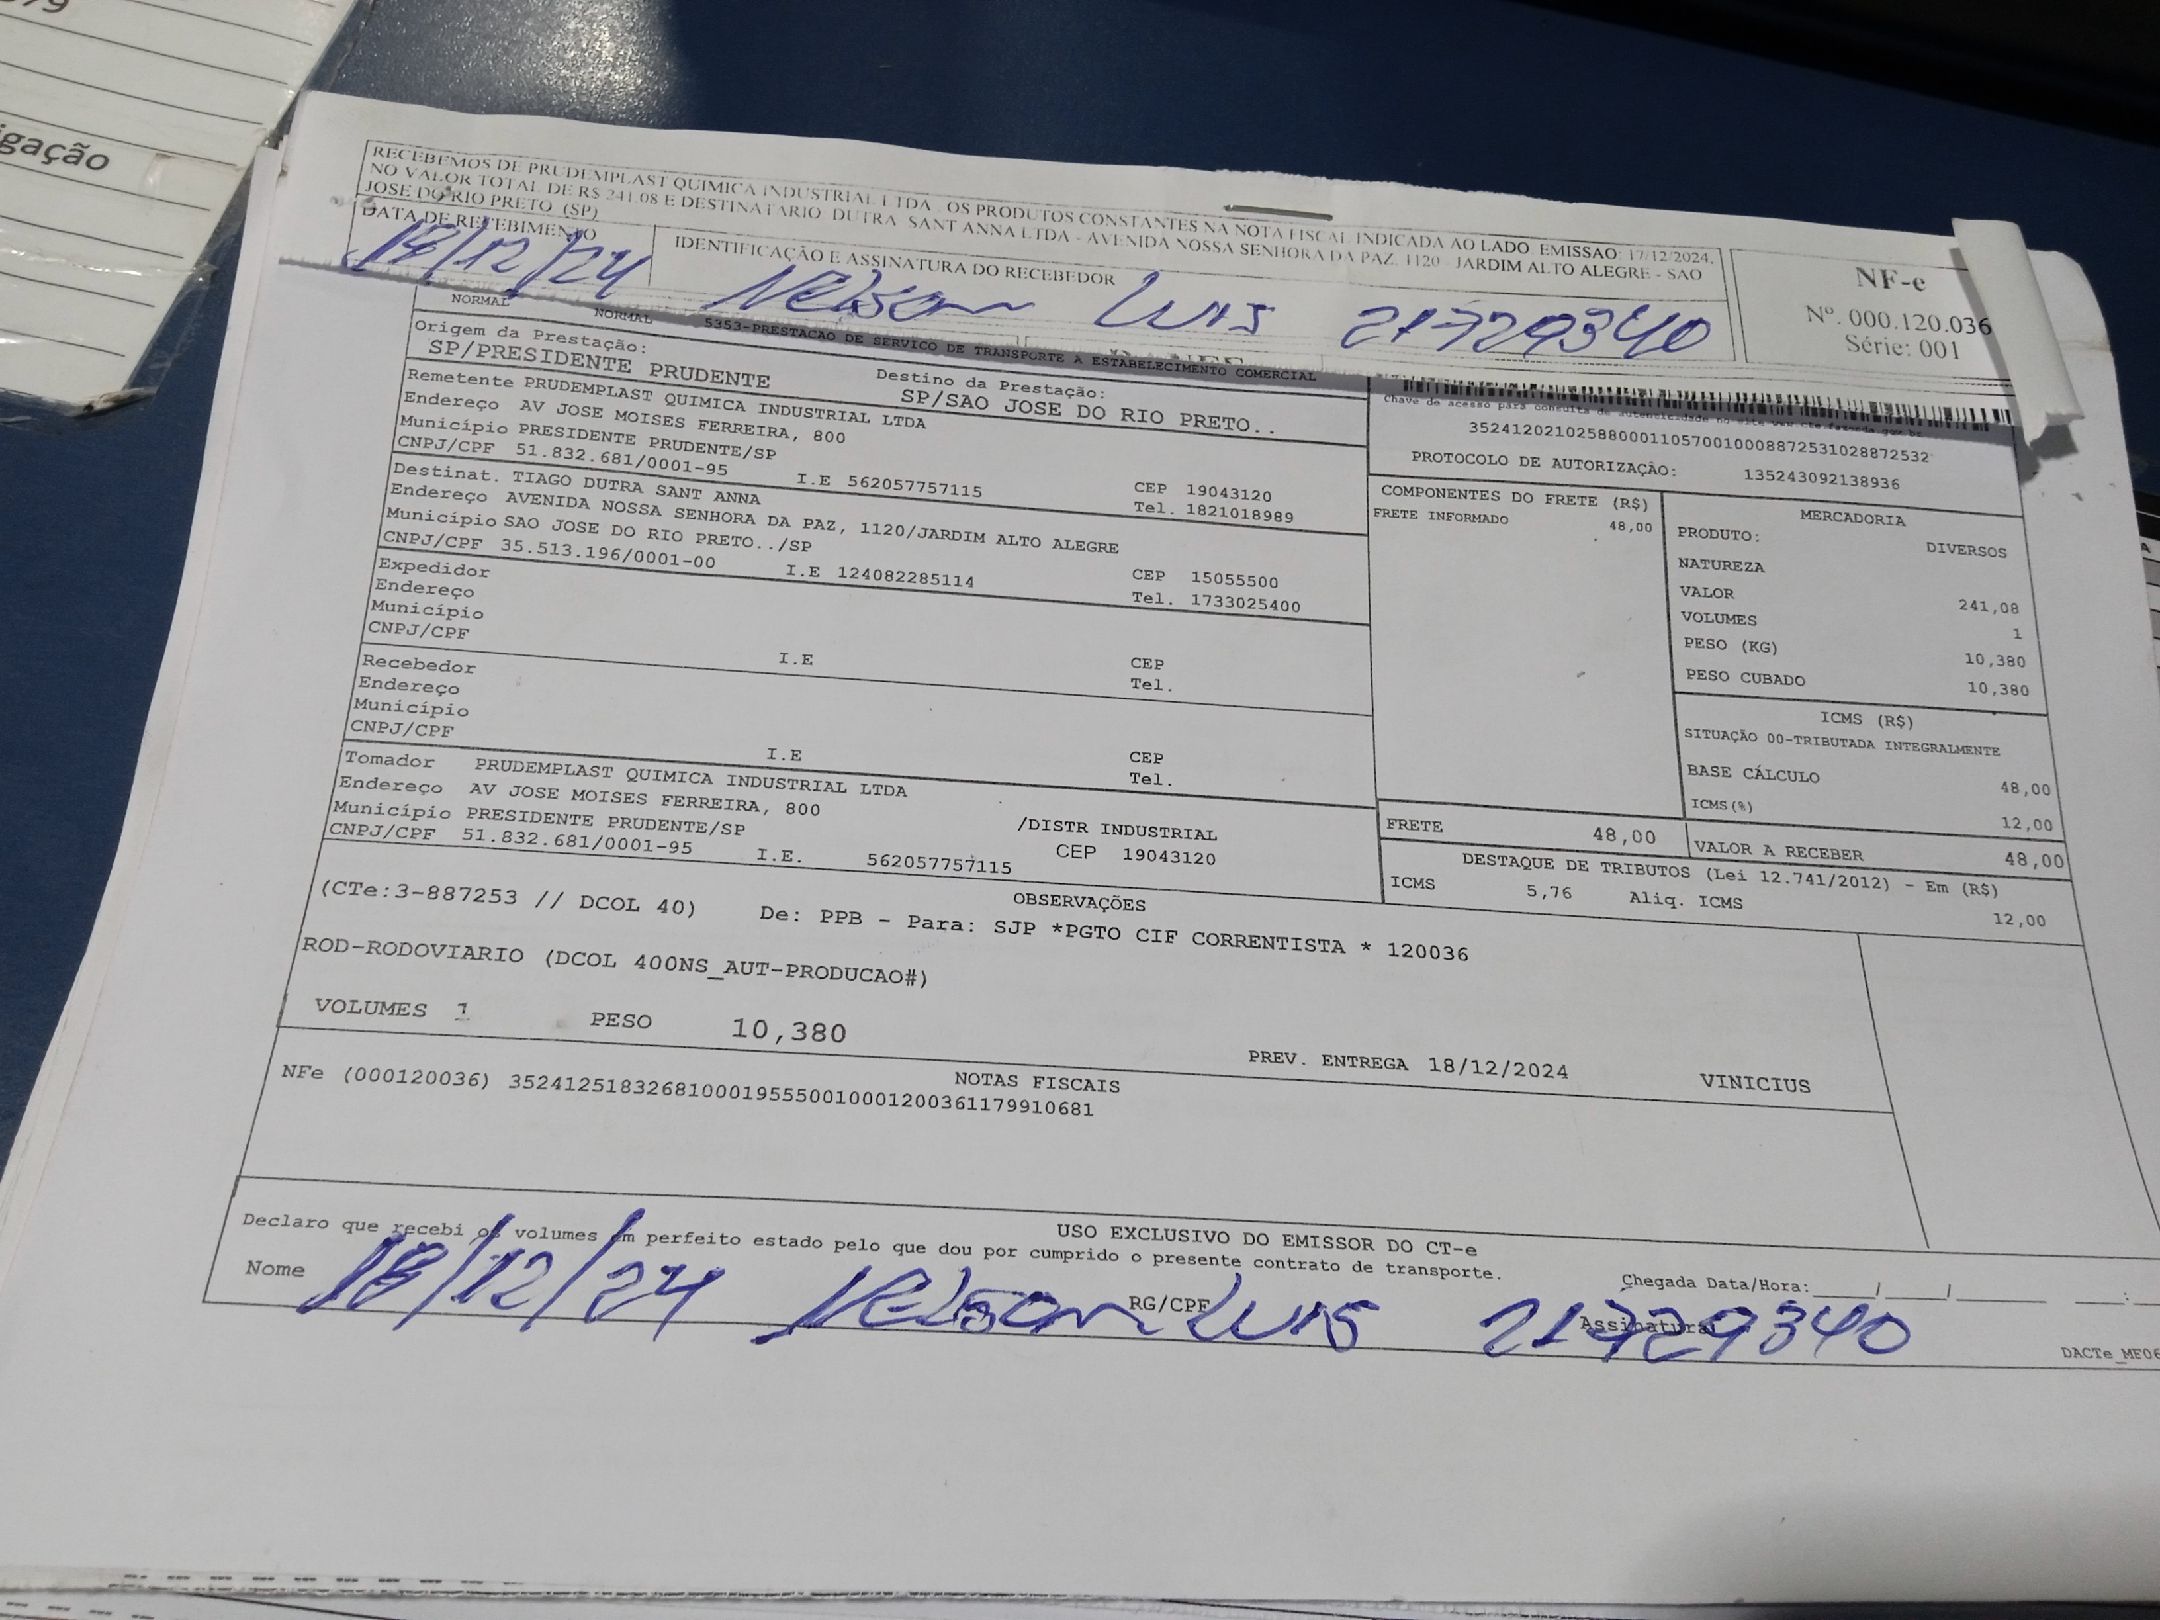 gação
RECEBEMOS DE PRUDEMPLAST QUIMICA INDUSTRIAL LTDA . OS PRODUTOS CONSTANTES NA NOTA FISCAL INDICADA AO LADO. EMISSAO: 17/12/2024,
NO VALOR TOTAL DE R$ 241,08 E DESTINATARIO DUTRA SANT ANNA LTDA - AVENIDA NOSSA SENHORA DA PAZ, 1120 - JARDIM ALTO ALEGRE - SAO
JOSE DO RIO PRETO (SP)
DATA DE RECEBIMENTO
IDENTIFICAÇÃO E ASSINATURA DO RECEBEDOR
18/12/24 Nelson Luis 21729340
NF-e
Nº. 000.120.036
Série: 001
NORMAL NORMAL 5353-PRESTACAO DE SERVICO DE TRANSPORTE A ESTABELECIMENTO COMERCIAL
Origem da Prestação:
SP/PRESIDENTE PRUDENTE
Destino da Prestação:
SP/SAO JOSE DO RIO PRETO..
Remetente PRUDEMPLAST QUIMICA INDUSTRIAL LTDA
Endereço AV JOSE MOISES FERREIRA, 800
Município PRESIDENTE PRUDENTE/SP CEP 19043120
CNPJ/CPF 51.832.681/0001-95 I.E 562057757115 Tel. 1821018989
Destinat. TIAGO DUTRA SANT ANNA
Endereço AVENIDA NOSSA SENHORA DA PAZ, 1120/JARDIM ALTO ALEGRE
Município SAO JOSE DO RIO PRETO../SP CEP 15055500
CNPJ/CPF 35.513.196/0001-00 I.E 124082285114 Tel. 1733025400
Expedidor
Endereço
Município CEP
CNPJ/CPF I.E Tel.
Recebedor
Endereço
Município CEP
CNPJ/CPF I.E Tel.
Tomador PRUDEMPLAST QUIMICA INDUSTRIAL LTDA
Endereço AV JOSE MOISES FERREIRA, 800 /DISTR INDUSTRIAL
Município PRESIDENTE PRUDENTE/SP CEP 19043120
CNPJ/CPF 51.832.681/0001-95 I.E. 562057757115
Chave de acesso para consulta de autenticidade no site www.cte.fazenda.gov.br
35241202102588000110570010008872531028872532
PROTOCOLO DE AUTORIZAÇÃO: 135243092138936
COMPONENTES DO FRETE (R$)
FRETE INFORMADO 48,00
MERCADORIA
PRODUTO: DIVERSOS
NATUREZA
VALOR 241,08
VOLUMES 1
PESO (KG) 10,380
PESO CUBADO 10,380
ICMS (R$)
SITUAÇÃO 00-TRIBUTADA INTEGRALMENTE
BASE CÁLCULO 48,00
ICMS(%) 12,00
FRETE 48,00 VALOR A RECEBER 48,00
DESTAQUE DE TRIBUTOS (Lei 12.741/2012) - Em (R$)
ICMS 5,76 Aliq. ICMS 12,00
OBSERVAÇÕES
(CTe:3-887253 // DCOL 40) De: PPB - Para: SJP *PGTO CIF CORRENTISTA * 120036
ROD-RODOVIARIO (DCOL 400NS_AUT-PRODUCAO#)
VOLUMES 1 PESO 10,380 PREV. ENTREGA 18/12/2024 VINICIUS
NOTAS FISCAIS
NFe (000120036) 35241251832681000195550010001200361179910681
USO EXCLUSIVO DO EMISSOR DO CT-e
Declaro que recebi os volumes em perfeito estado pelo que dou por cumprido o presente contrato de transporte.
Chegada Data/Hora:
Nome RG/CPF Assinatura
18/12/24 Nelson Luis 21729340
DACTe_ME06